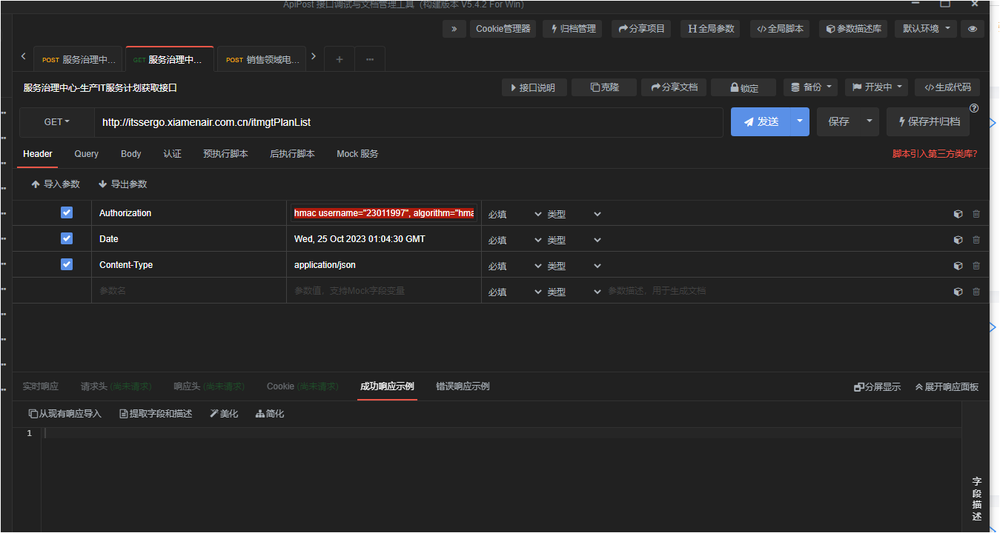 ApiPost 接口调试与文档管理工具（构建版本 V5.4.2 For Win）
» Cookie管理器 归档管理 分享项目 H全局参数 </>全局脚本 参数描述库 默认环境
POST 服务治理中... GET 服务治理中... POST 销售领域电... + ...
服务治理中心-生产IT服务计划获取接口 接口说明 克隆 分享文档 锁定 备份 开发中 </>生成代码
GET http://itssergo.xiamenair.com.cn/itmgtPlanList 发送 保存 保存并归档
Header Query Body 认证 预执行脚本 后执行脚本 Mock 服务 脚本引入第三方类库?
导入参数 导出参数
Authorization hmac username="23011997", algorithm="hma 必填 类型
Date Wed, 25 Oct 2023 01:04:30 GMT 必填 类型
Content-Type application/json 必填 类型
参数名 参数值，支持Mock字段变量 必填 类型 参数描述，用于生成文档
实时响应 请求头 (尚未请求) 响应头 (尚未请求) Cookie (尚未请求) 成功响应示例 错误响应示例 分屏显示 展开响应面板
从现有响应导入 提取字段和描述 美化 简化
1
字段描述